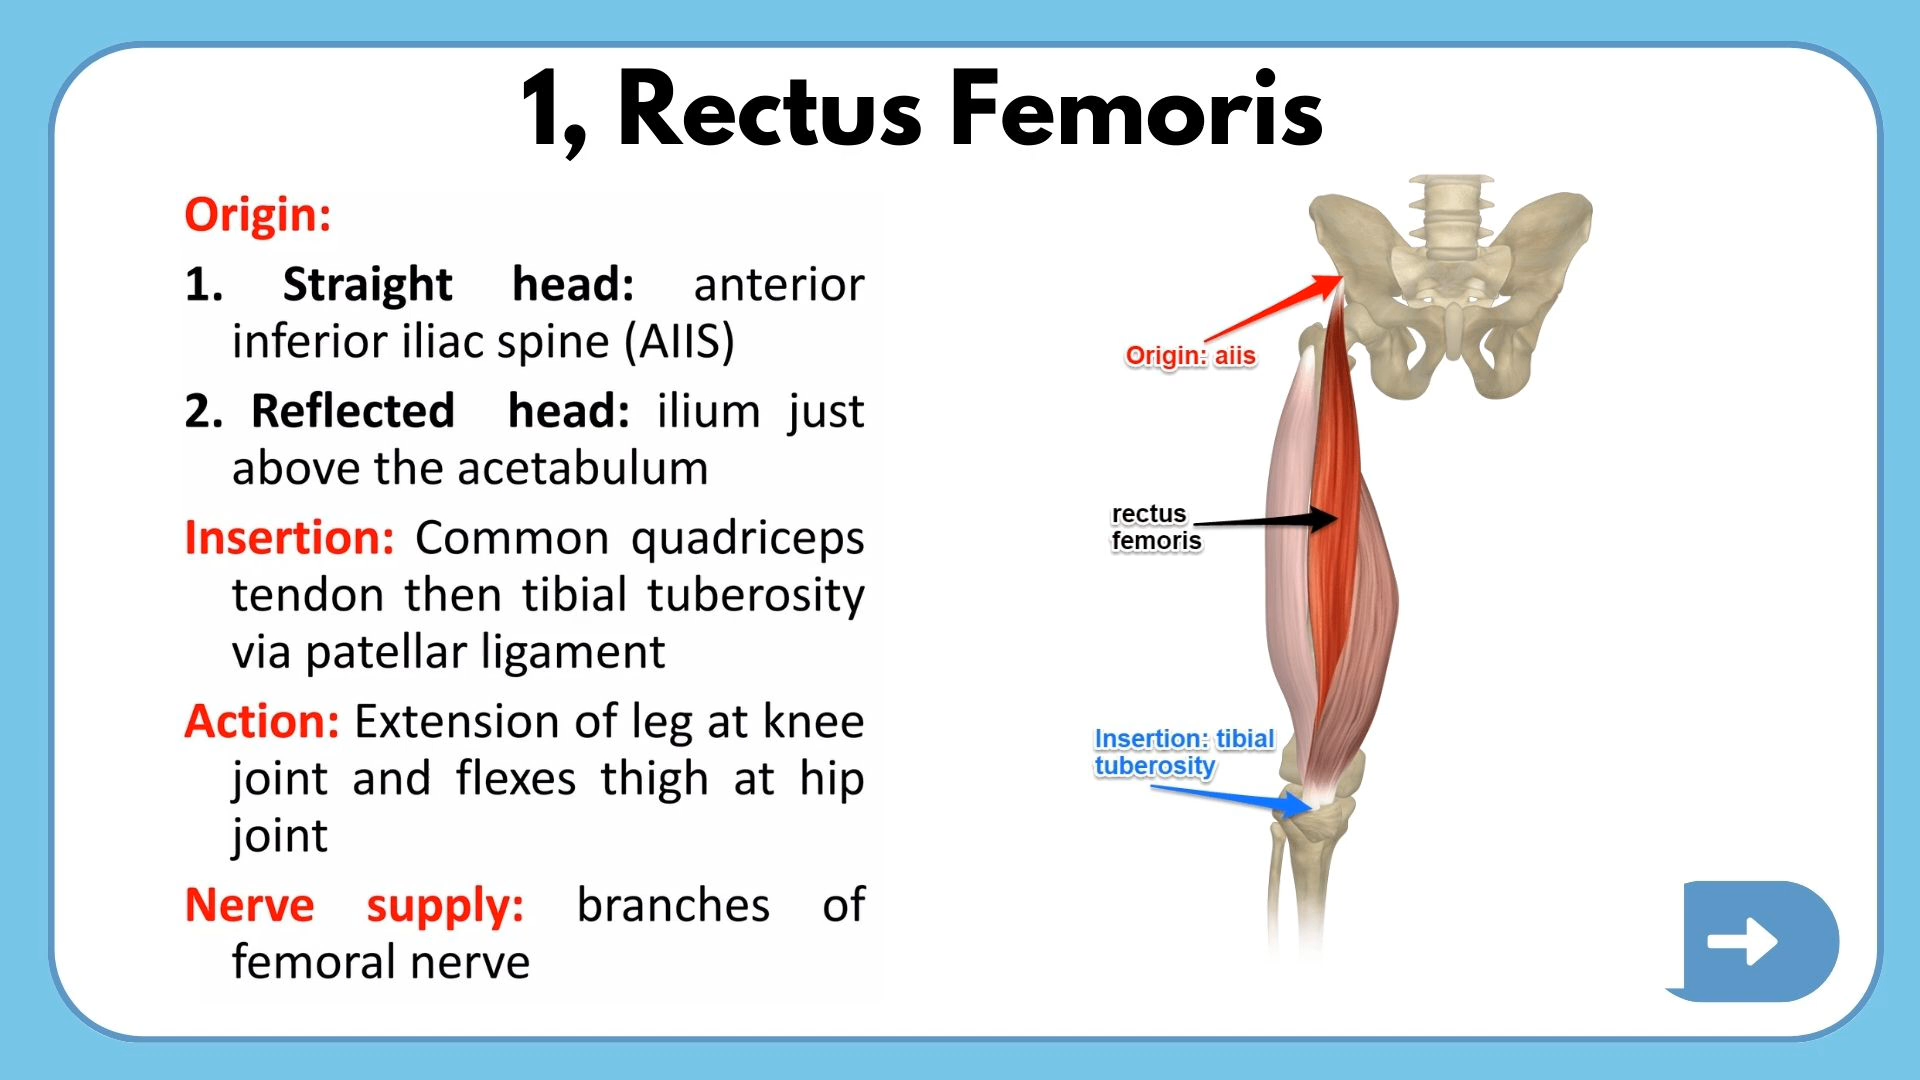 1, Rectus Femoris
Origin:
1. Straight head: anterior
inferior iliac spine (AIIS)
2. Reflected head: ilium just
above the acetabulum
Insertion: Common quadriceps
tendon then tibial tuberosity
via patellar ligament
Action: Extension of leg at knee
joint and flexes thigh at hip
joint
Nerve supply: branches of
femoral nerve
Origin: aiis
rectus
femoris
Insertion: tibial
tuberosity